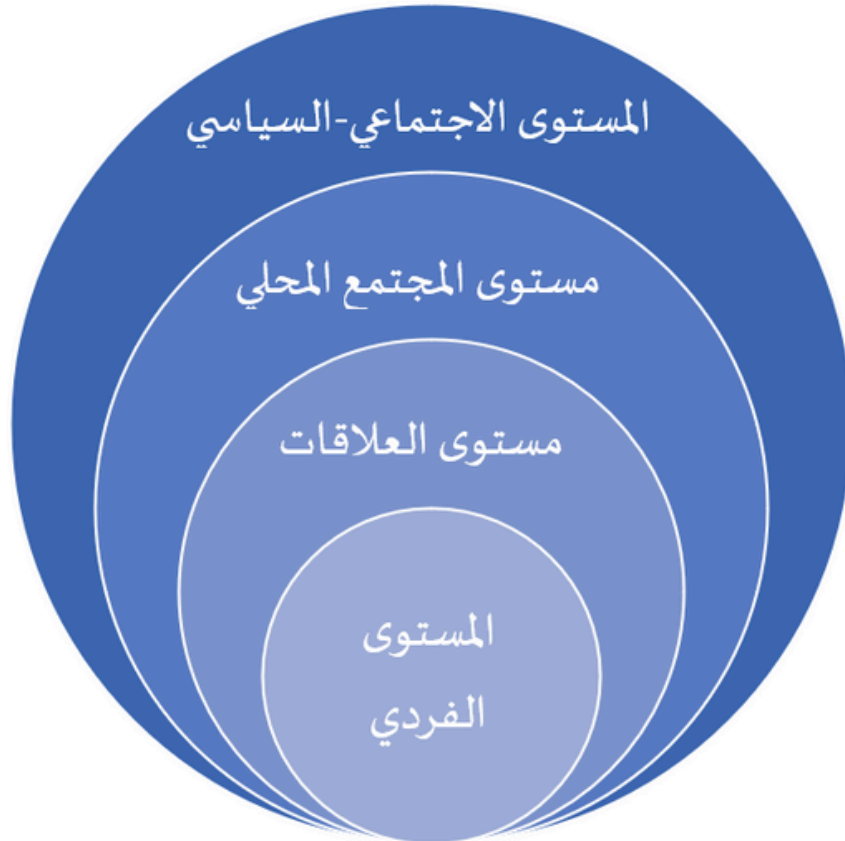 المستوى الاجتماعي-السياسي
مستوى المجتمع المحلي
مستوى العلاقات
المستوى
الفردي